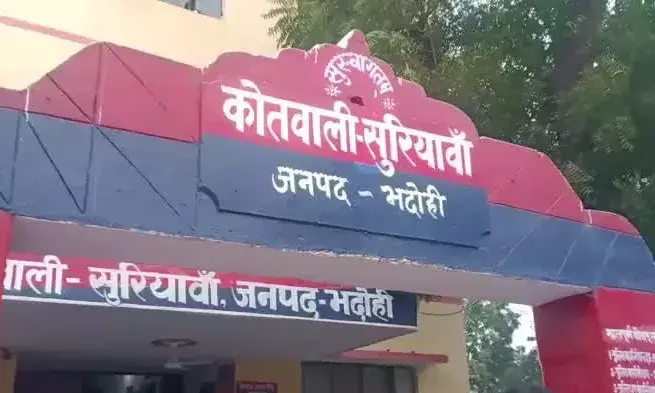 सुस्वागतम्
कोतवाली-सुरियावाँ
जनपद - भदोही
वाली- सुरियावाँ, जनपद-भदोही